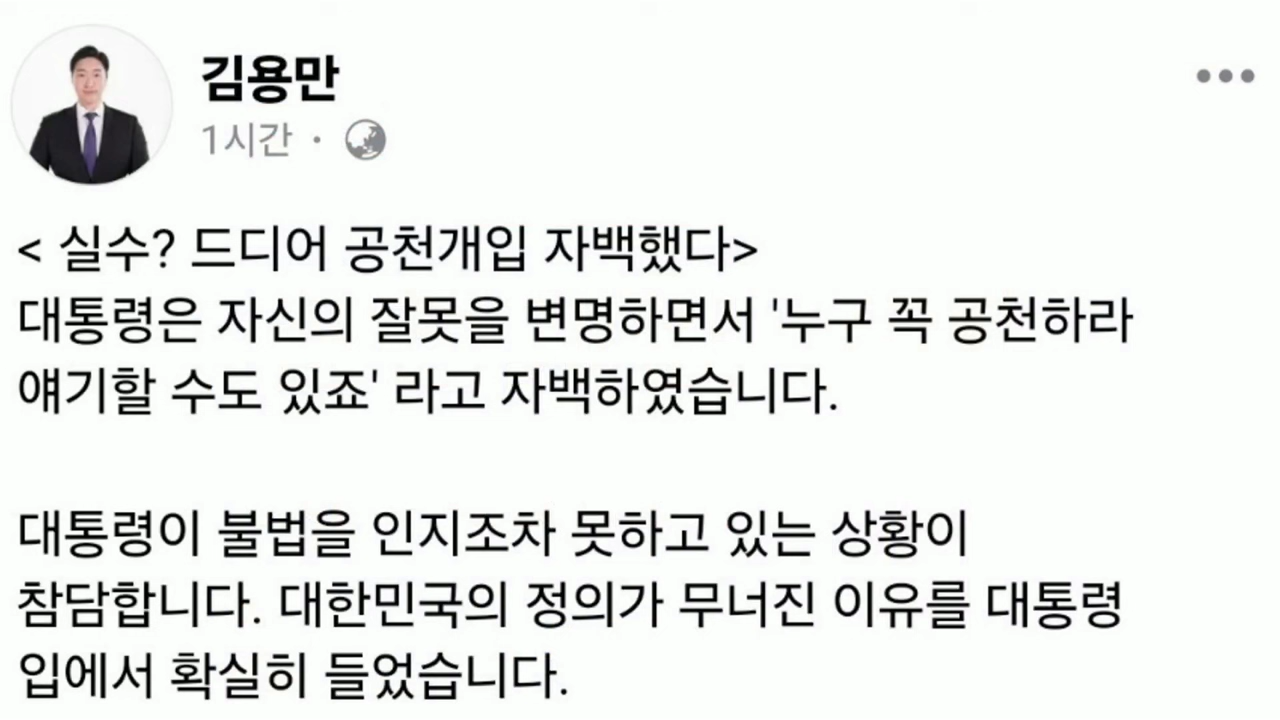 김용만
1시간 ·
< 실수? 드디어 공천개입 자백했다>
대통령은 자신의 잘못을 변명하면서 '누구 꼭 공천하라
얘기할 수도 있죠' 라고 자백하였습니다.
대통령이 불법을 인지조차 못하고 있는 상황이
참담합니다. 대한민국의 정의가 무너진 이유를 대통령
입에서 확실히 들었습니다.